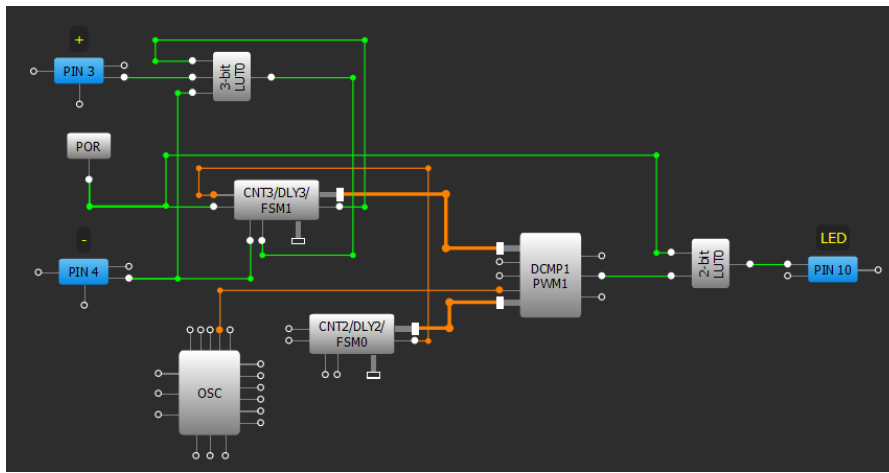 +
PIN 3
3-bit
LUT0
POR
CNT3/DLY3/
FSM1
-
PIN 4
DCMP1
PWM1
2-bit
LUT0
LED
PIN 10
CNT2/DLY2/
FSM0
OSC